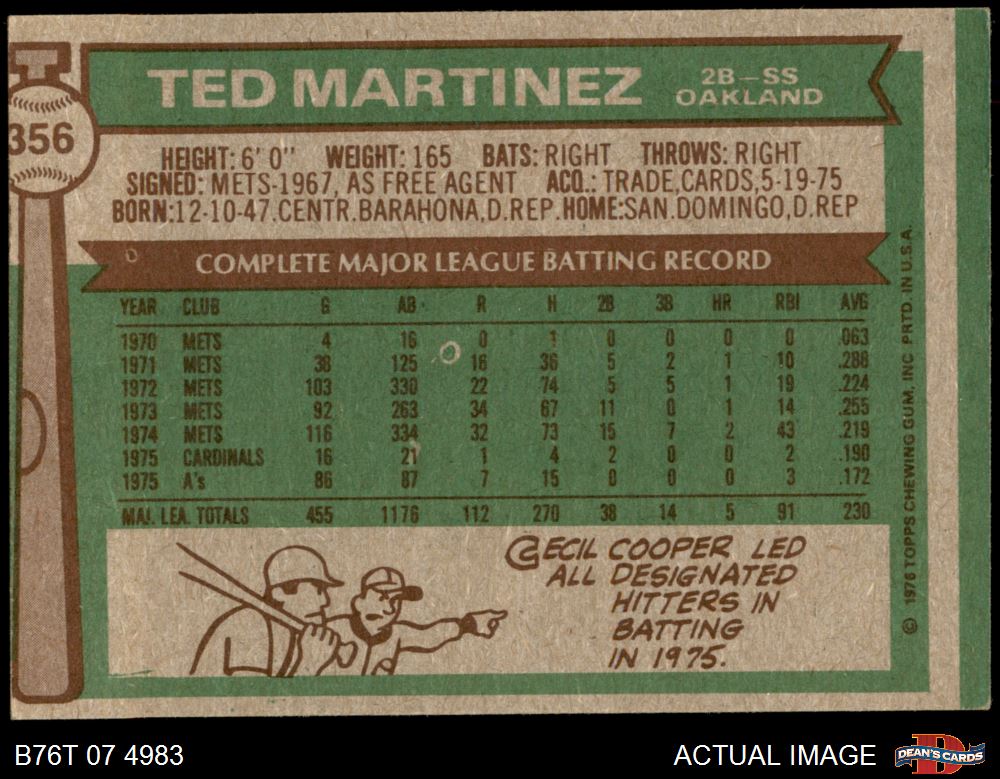 TED MARTINEZ
2B–SS
OAKLAND
356
HEIGHT: 6' 0" WEIGHT: 165 BATS: RIGHT THROWS: RIGHT
SIGNED: METS-1967, AS FREE AGENT ACQ.: TRADE,CARDS,5-19-75
BORN:12-10-47.CENTR.BARAHONA,D.REP.HOME:SAN.DOMINGO,D.REP
COMPLETE MAJOR LEAGUE BATTING RECORD
YEAR CLUB G AB R H 2B 3B HR RBI AVG
1970 METS 4 16 0 1 0 0 0 0 .063
1971 METS 38 125 16 36 5 2 1 10 .288
1972 METS 103 330 22 74 5 5 1 19 .224
1973 METS 92 263 34 67 11 0 1 14 .255
1974 METS 116 334 32 73 15 7 2 43 .219
1975 CARDINALS 16 21 1 4 2 0 0 2 .190
1975 A's 86 87 7 15 0 0 0 3 .172
MAJ. LEA. TOTALS 455 1176 112 270 38 14 5 91 230
CECIL COOPER LED
ALL DESIGNATED
HITTERS IN
BATTING
IN 1975.
© 1976 TOPPS CHEWING GUM, INC PRTD. IN U.S.A.
B76T 07 4983
ACTUAL IMAGE
DEAN'S CARDS